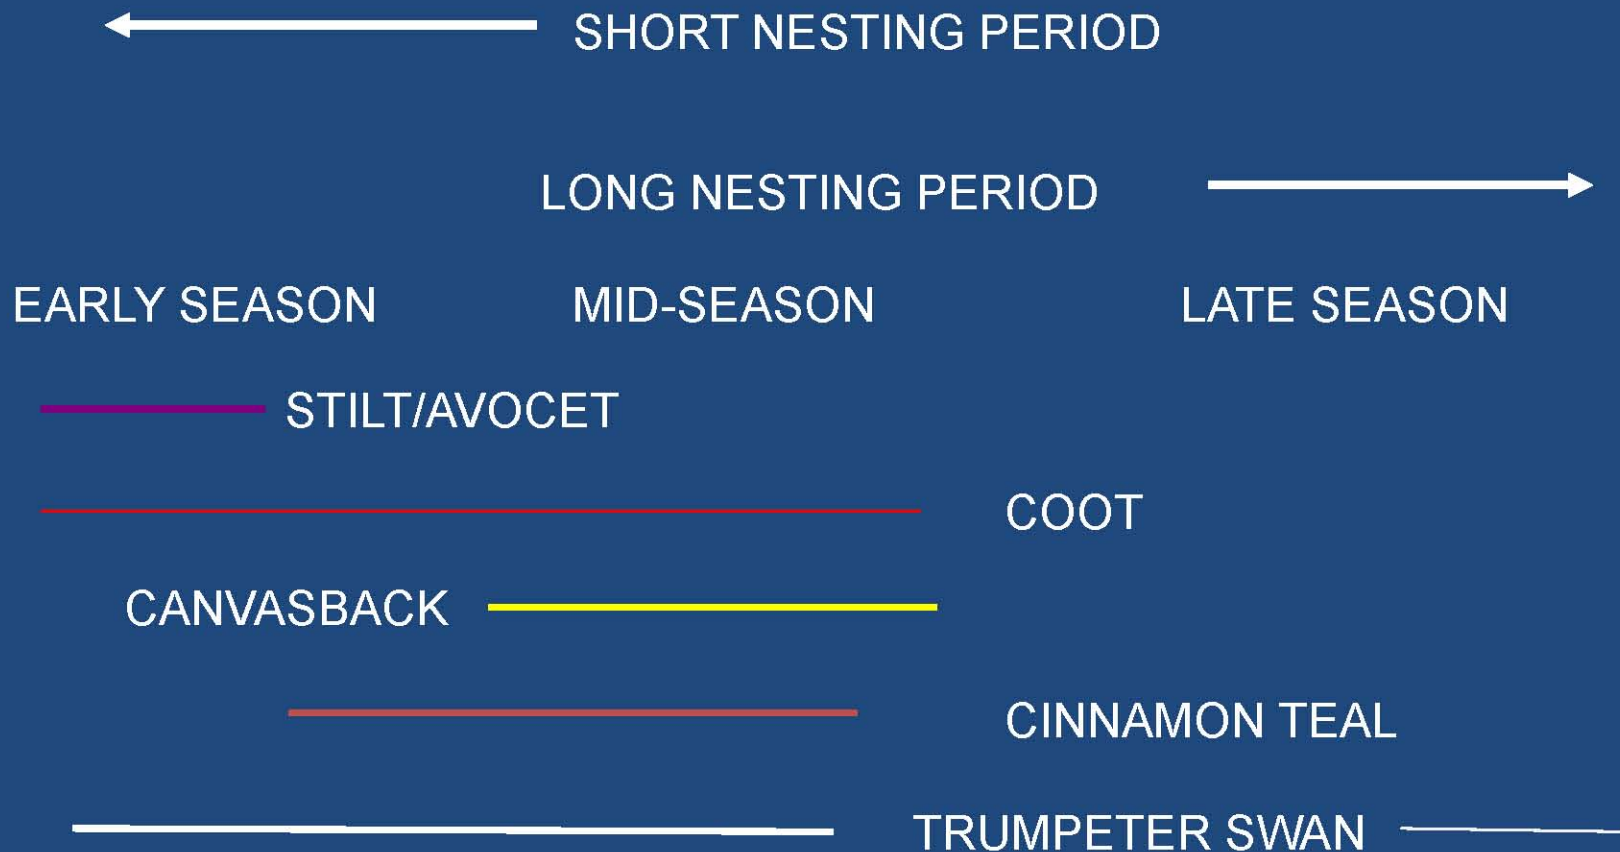 SHORT NESTING PERIOD
LONG NESTING PERIOD
EARLY SEASON MID-SEASON LATE SEASON
STILT/AVOCET
COOT
CANVASBACK
CINNAMON TEAL
TRUMPETER SWAN